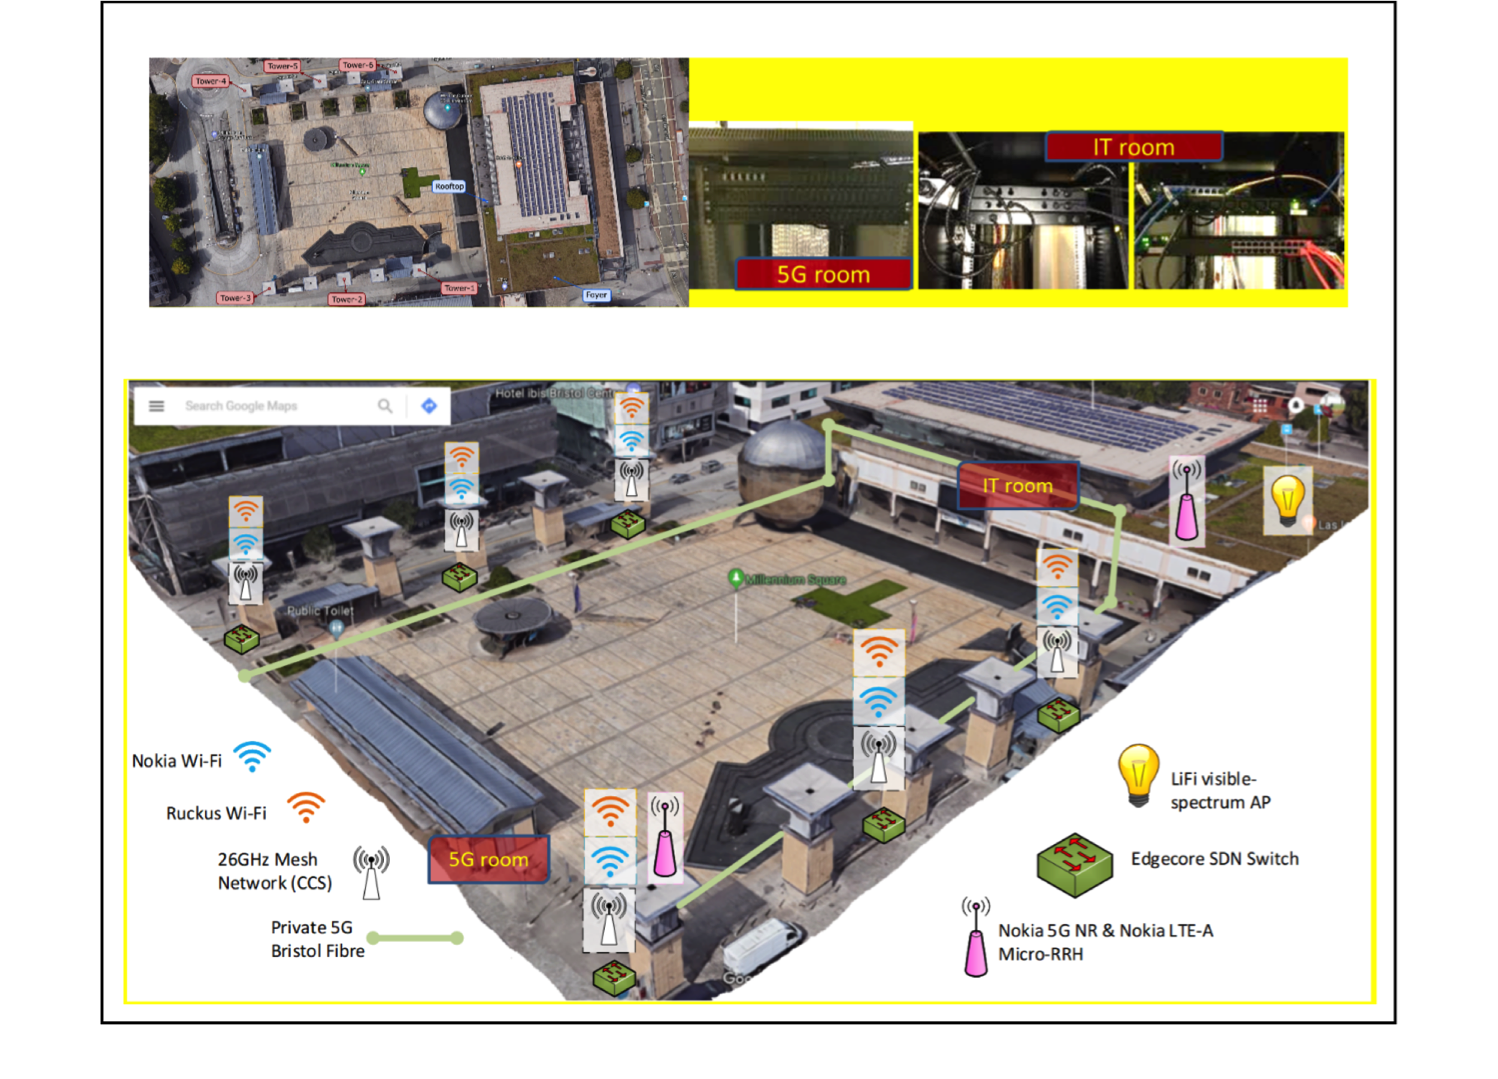 Tower-4
Tower-5
Tower-6
Rooftop
Tower-3
Tower-2
Tower-1
Foyer
5G room
IT room
Search Google Maps
Hotel ibis Bristol Cent
IT room
Las I
Millennium Square
Public Toilet
Nokia Wi-Fi
Ruckus Wi-Fi
26GHz Mesh
Network (CCS)
Private 5G
Bristol Fibre
5G room
Goo
LiFi visible-
spectrum AP
Edgecore SDN Switch
Nokia 5G NR & Nokia LTE-A
Micro-RRH